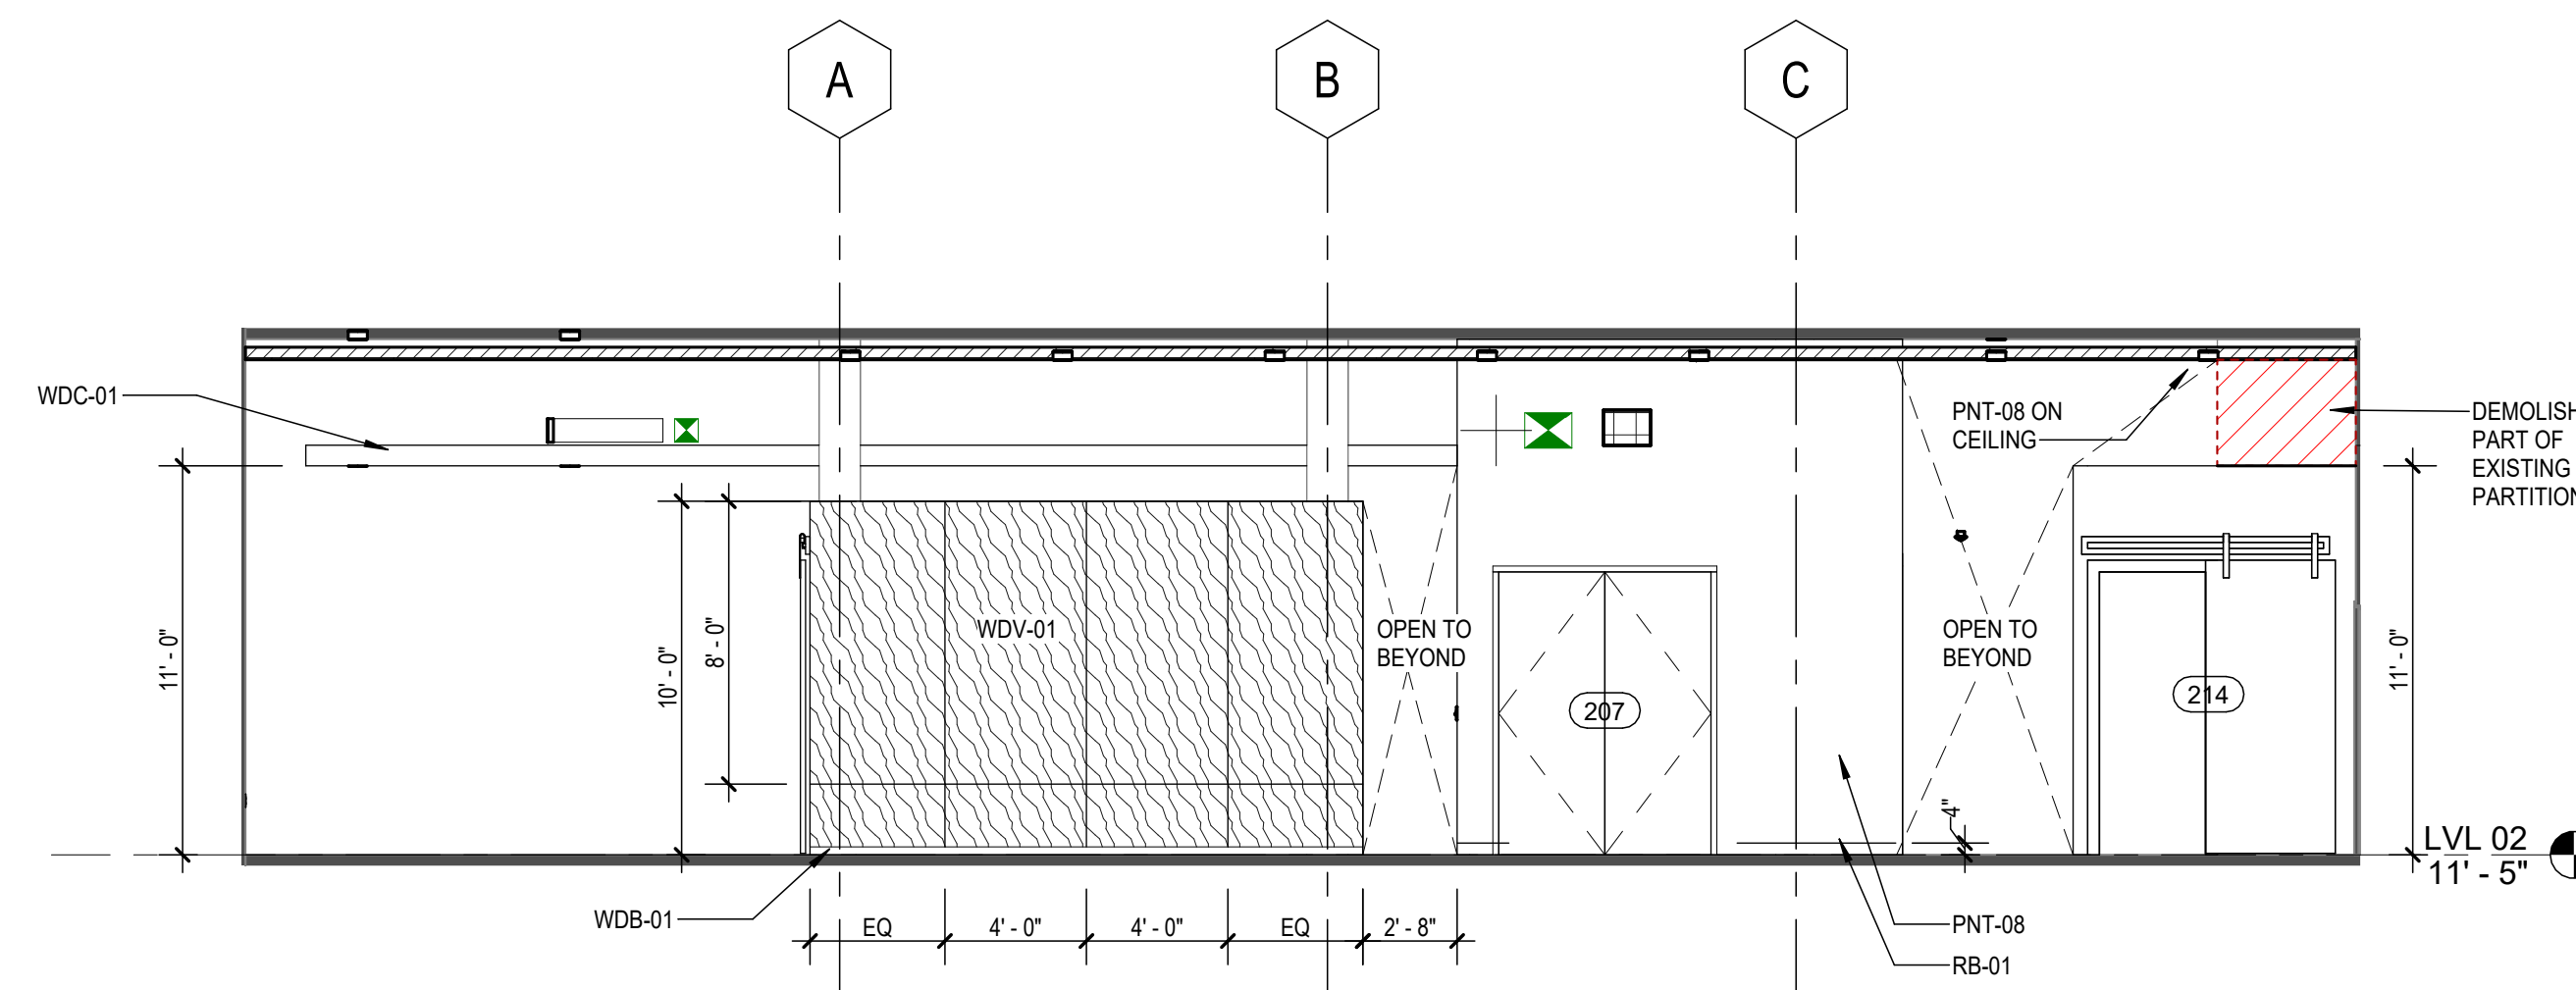 A
B
C
WDC-01
PNT-08 ON
CEILING
DEMOLISH
PART OF
EXISTING
PARTITION
11' - 0"
10' - 0"
8' - 0"
WDV-01
OPEN TO
BEYOND
207
OPEN TO
BEYOND
214
11' - 0"
4"
LVL 02
11' - 5"
WDB-01
EQ
4' - 0"
4' - 0"
EQ
2' - 8"
PNT-08
RB-01